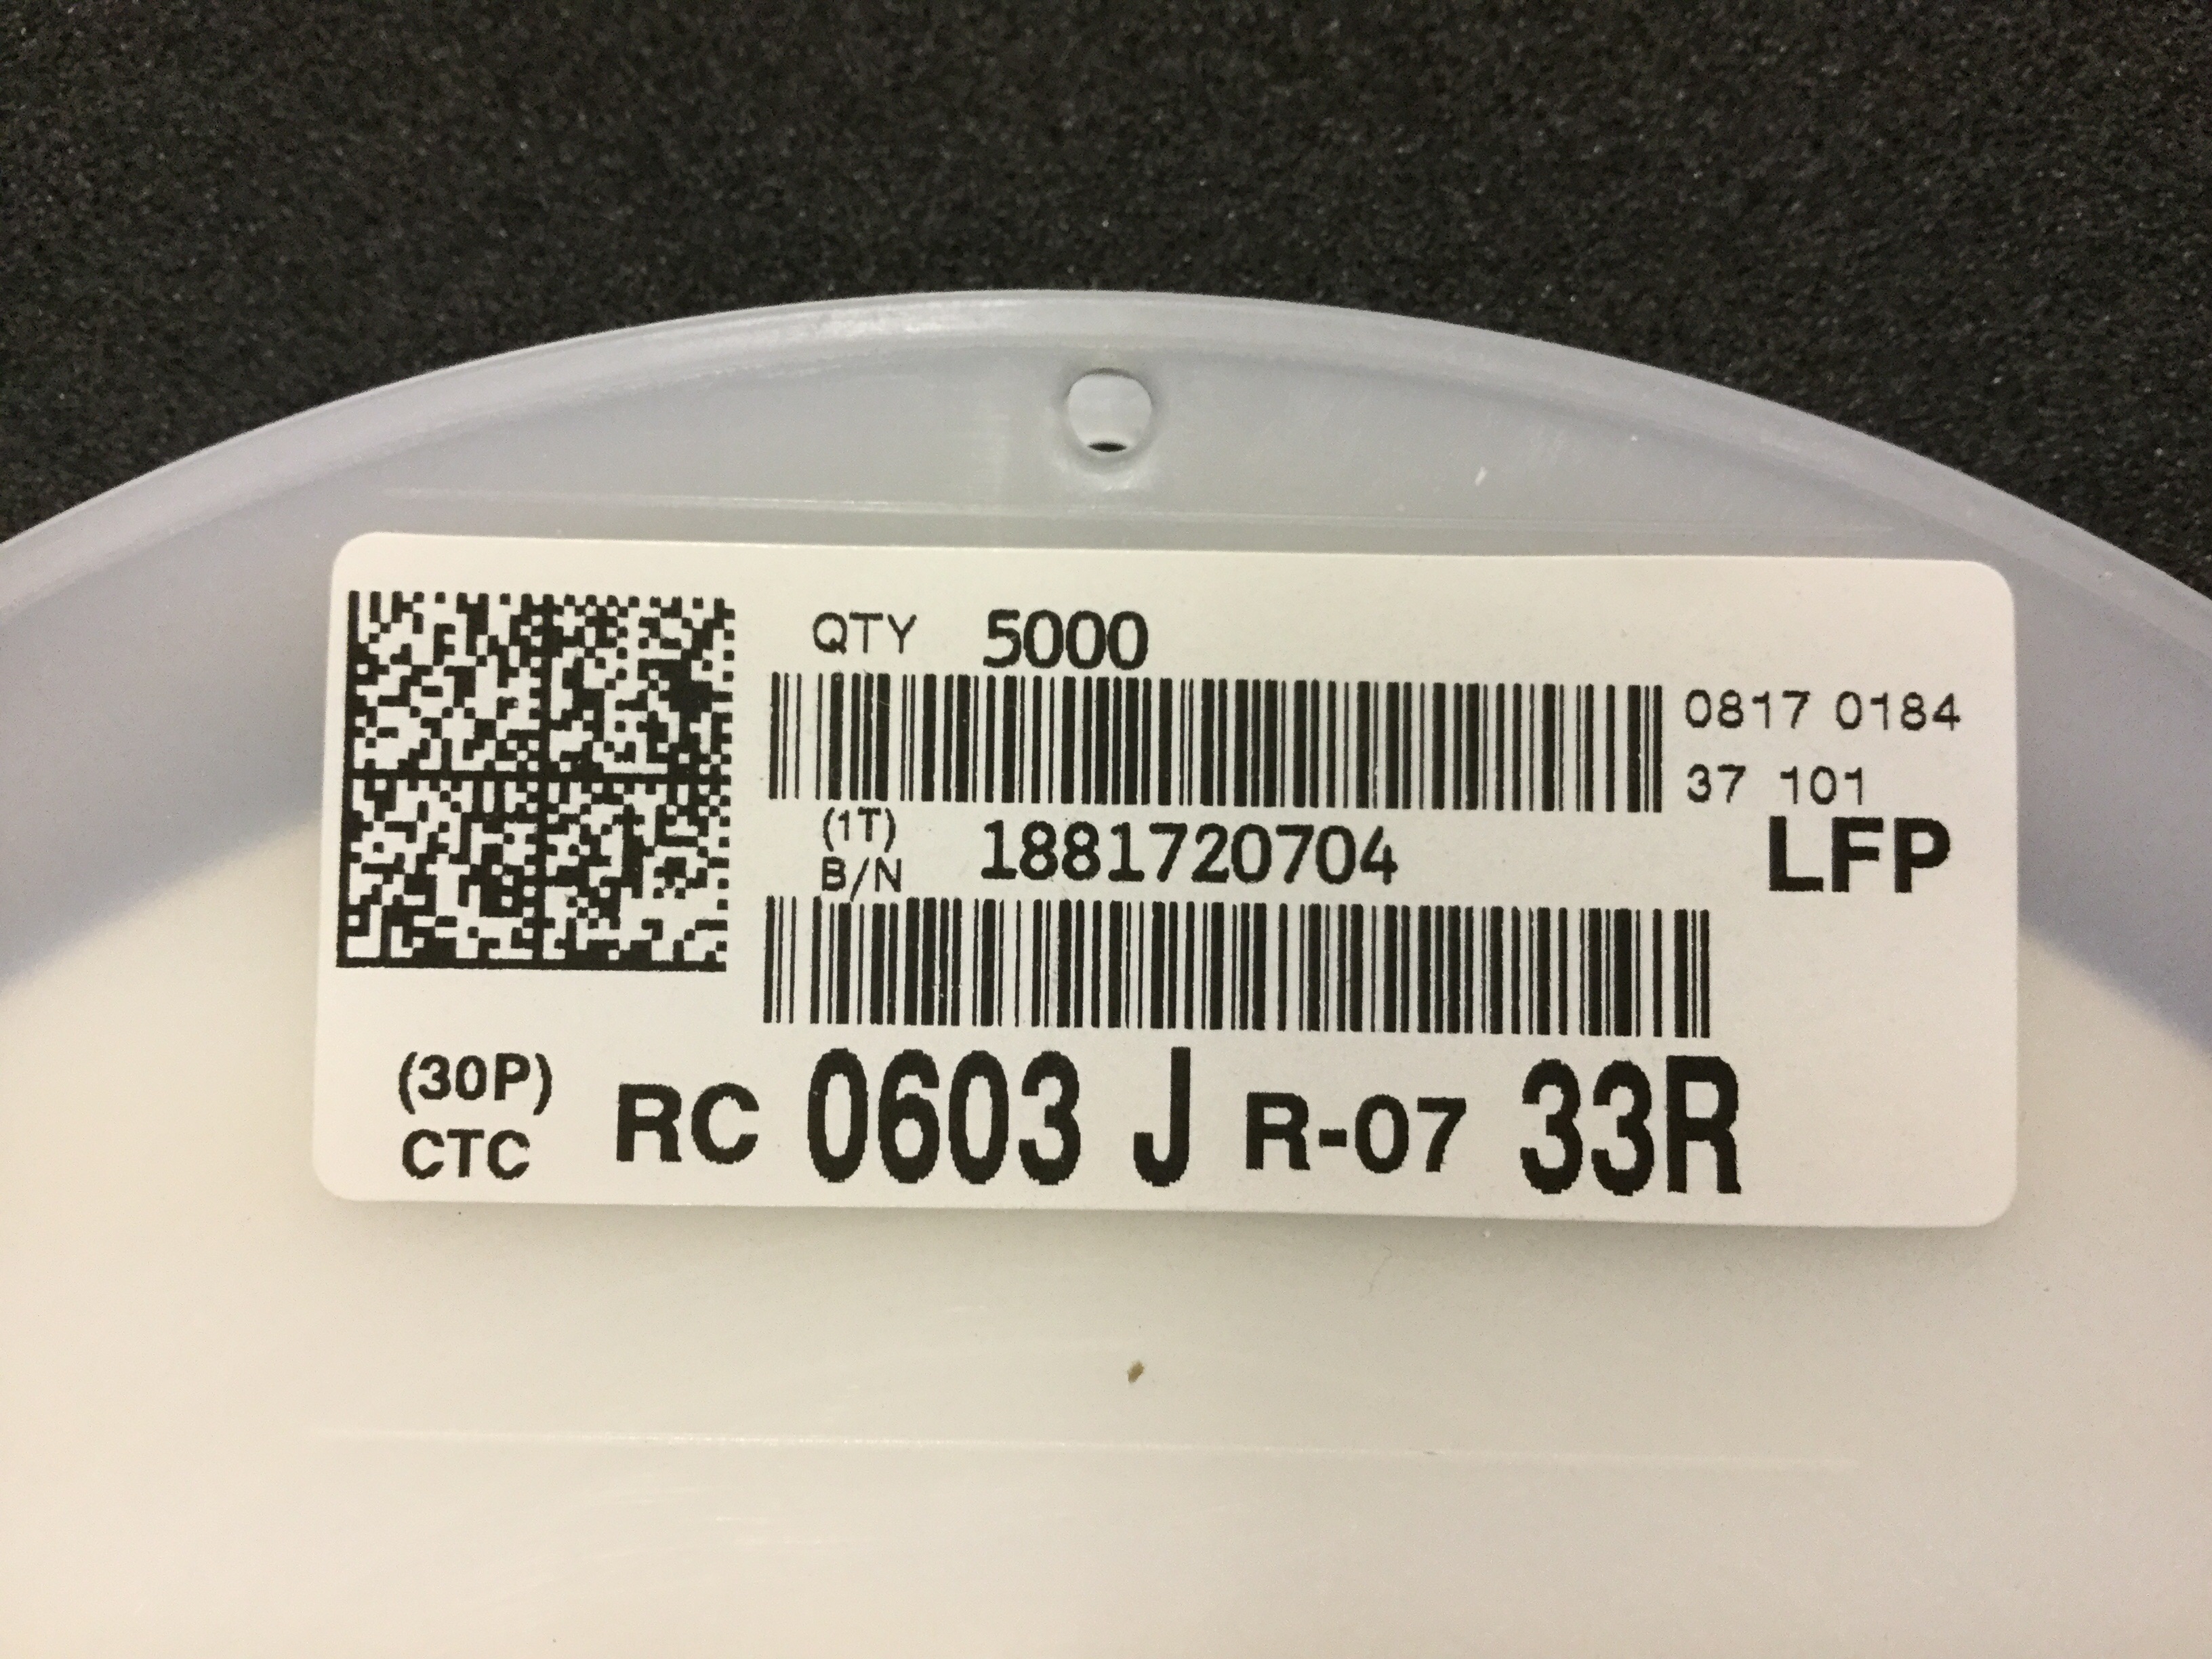 QTY 5000
0817 0184
37 101
(1T)
B/N 1881720704
LFP
(30P)
CTC
RC 0603 J R-07 33R